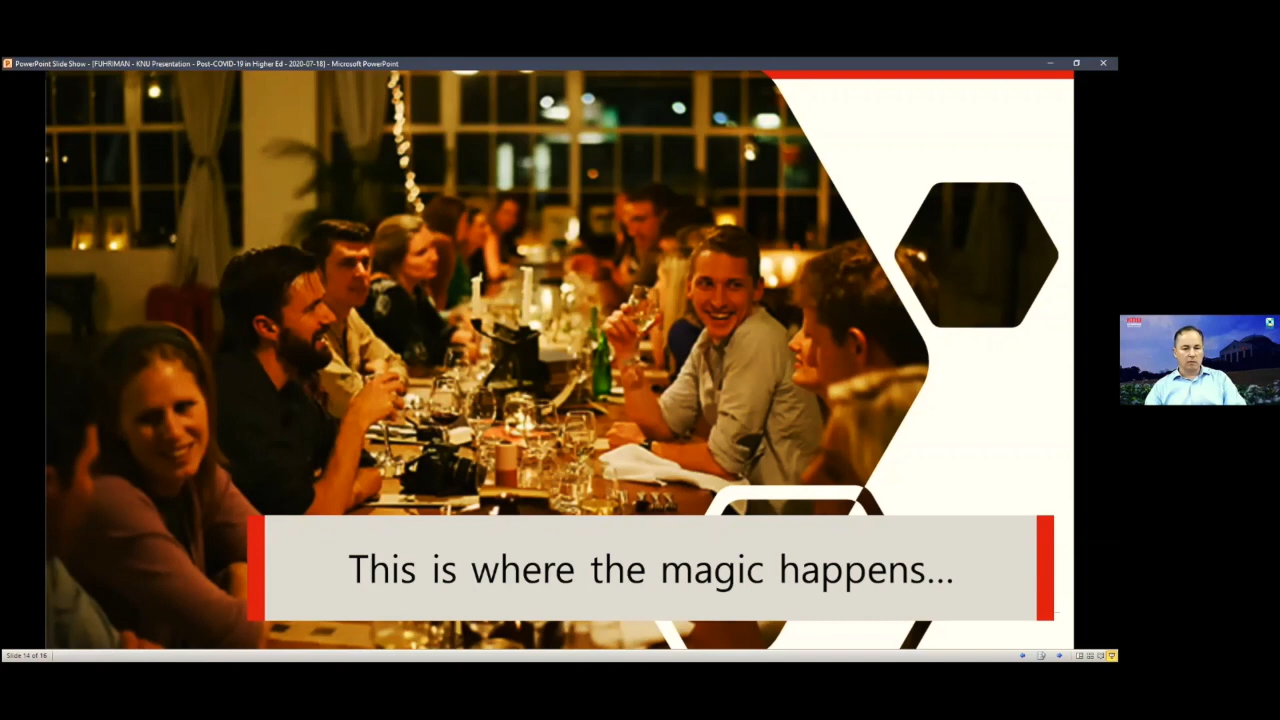 PowerPoint Slide Show - [FUHRIMAN - KNU Presentation - Post-COVID-19 in Higher Ed - 2020-07-18] - Microsoft PowerPoint
KNU
This is where the magic happens...
Slide 14 of 16